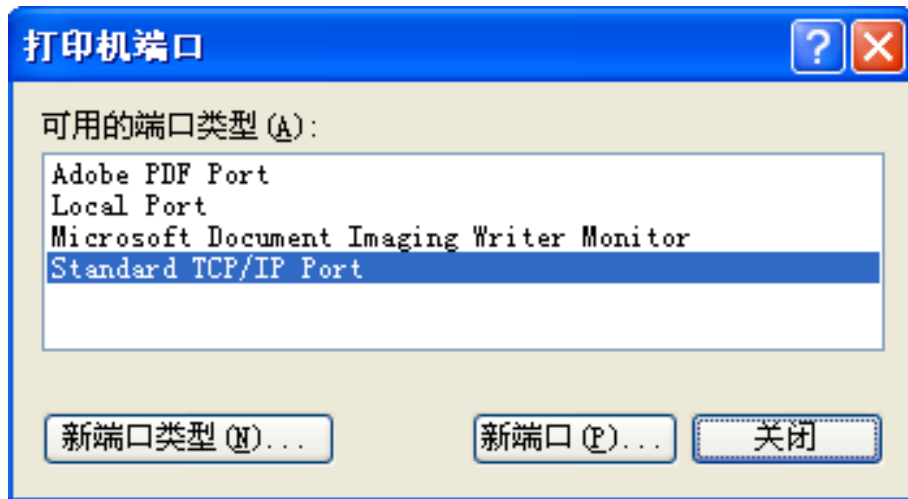 打印机端口
可用的端口类型(A):
Adobe PDF Port
Local Port
Microsoft Document Imaging Writer Monitor
Standard TCP/IP Port
新端口类型(N)... 新端口(P)... 关闭